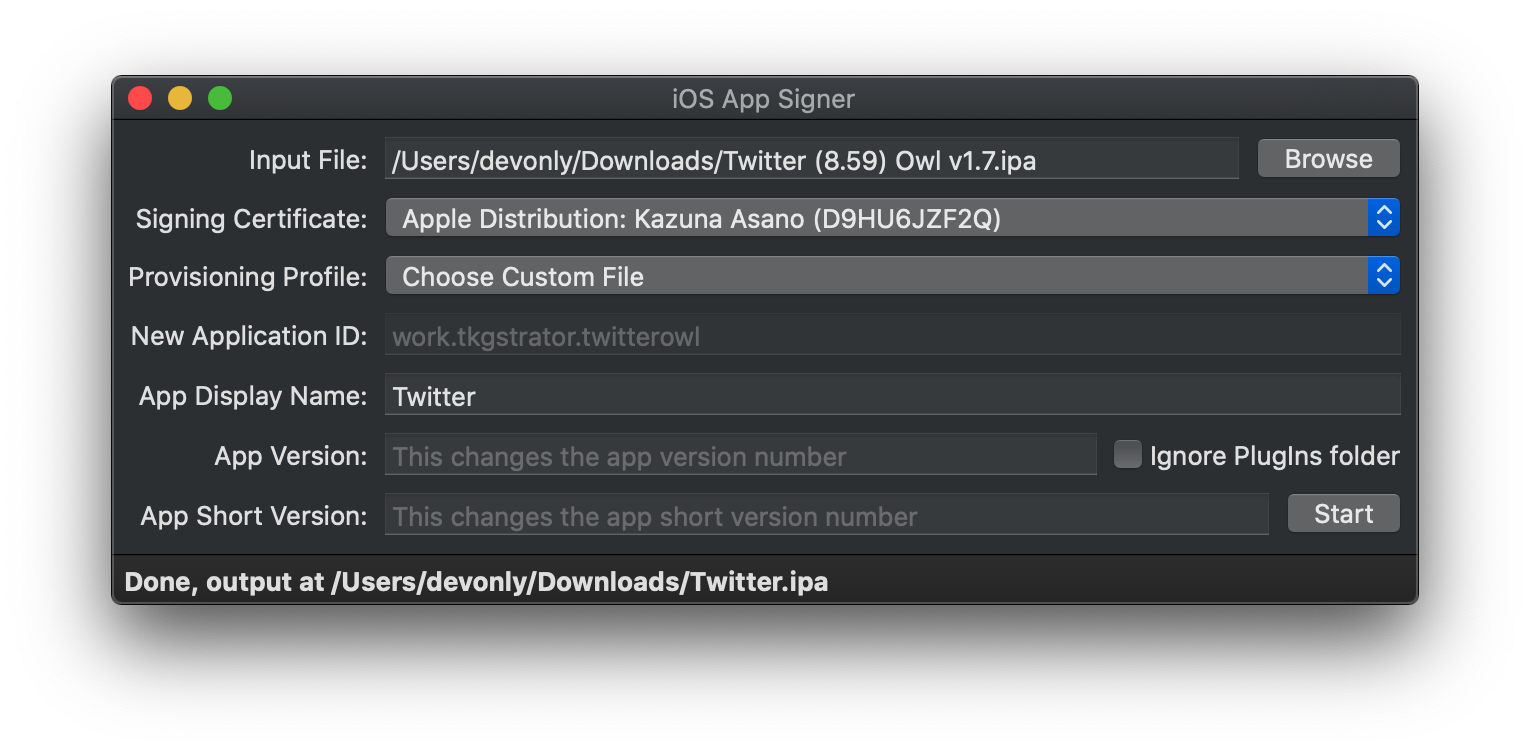 iOS App Signer
Input File: /Users/devonly/Downloads/Twitter (8.59) Owl v1.7.ipa Browse
Signing Certificate: Apple Distribution: Kazuna Asano (D9HU6JZF2Q)
Provisioning Profile: Choose Custom File
New Application ID: work.tkgstrator.twitterowl
App Display Name: Twitter
App Version: This changes the app version number Ignore PlugIns folder
App Short Version: This changes the app short version number Start
Done, output at /Users/devonly/Downloads/Twitter.ipa